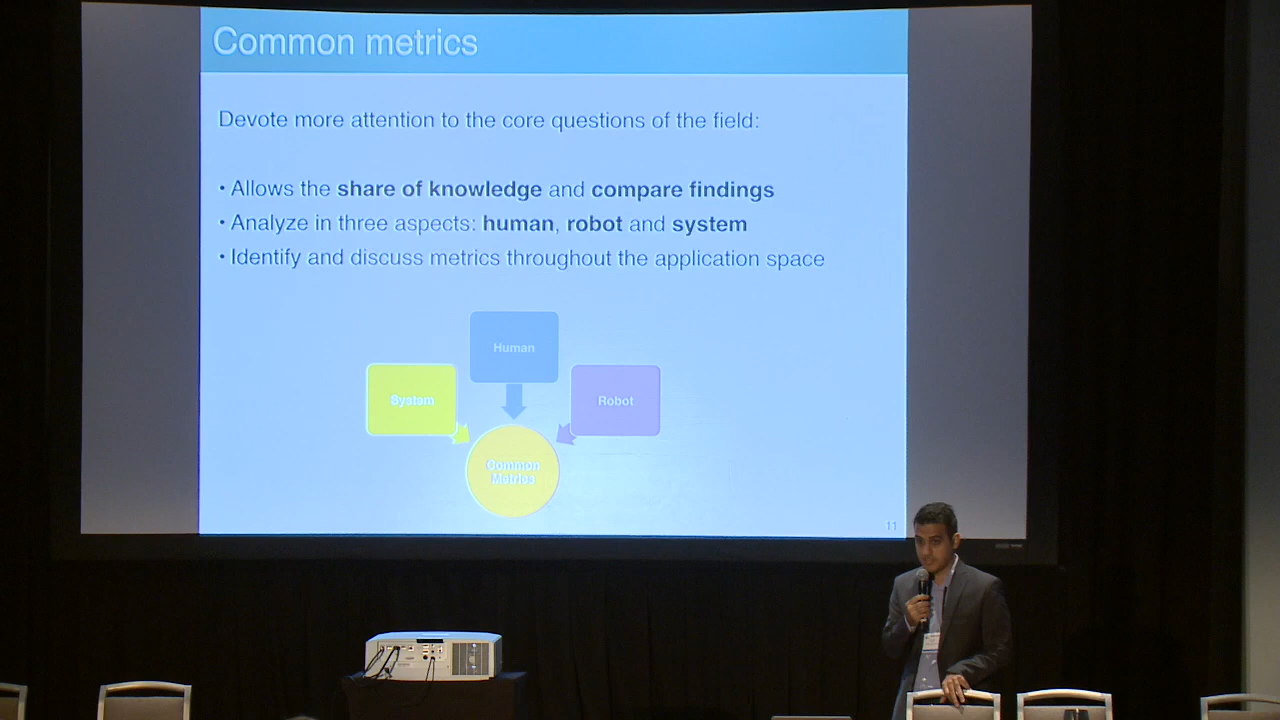 Common metrics
Devote more attention to the core questions of the field:
• Allows the share of knowledge and compare findings
• Analyze in three aspects: human, robot and system
• Identify and discuss metrics throughout the application space
Human
System
Robot
Common
Metrics
11